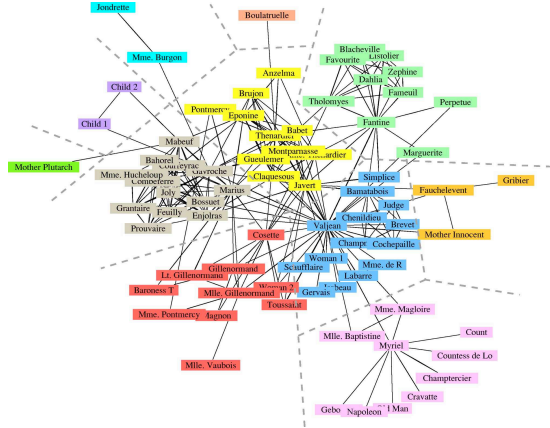 Jondrette
Boulatruelle
Mme. Burgon
Blacheville
Listolier
Favourite
Anzelma
Zephine
Child 2
Dahlia
Brujon
Fameuil
Tholomyes
Perpetue
Pontmercy
Eponine
Fantine
Child 1
Babet
Thenardier
Mabeuf
Montparnasse
Marguerite
Bahorel
Gueulemer
Mother Plutarch
Gavroche
Mme. Hucheloup
Claquesous
Simplice
Gribier
Combeferre
Javert
Joly
Marius
Bamatabois
Fauchelevent
Bossuet
Judge
Grantaire
Feuilly
Enjolras
Chenildieu
Brevet
Prouvaire
Valjean
Cosette
Mother Innocent
Cochepaille
Woman 1
Mme. de R
Gillenormand
Lt. Gillenormand
Labarre
Baroness T
Mlle. Gillenormand
Woman 2
Gervais
Toussaint
Mme. Magloire
Mme. Pontmercy
Magnon
Mlle. Baptistine
Count
Myriel
Countess de Lo
Mlle. Vaubois
Champtercier
Cravatte
Napoleon